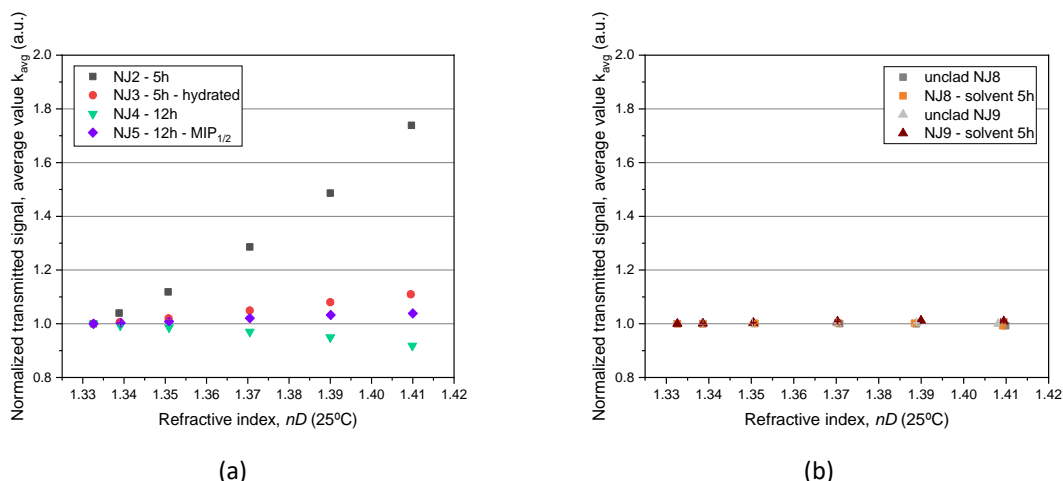 Normalized transmitted signal, average value kavg (a.u.)
2.0
1.8
1.6
1.4
1.2
1.0
0.8
NJ2 - 5h
NJ3 - 5h - hydrated
NJ4 - 12h
NJ5 - 12h - MIP1/2
1.33 1.34 1.35 1.36 1.37 1.38 1.39 1.40 1.41 1.42
Refractive index, nD (25ºC)
(a)
Normalized transmitted signal, average value kavg (a.u.)
2.0
1.8
1.6
1.4
1.2
1.0
0.8
unclad NJ8
NJ8 - solvent 5h
unclad NJ9
NJ9 - solvent 5h
1.33 1.34 1.35 1.36 1.37 1.38 1.39 1.40 1.41 1.42
Refractive index, nD (25ºC)
(b)